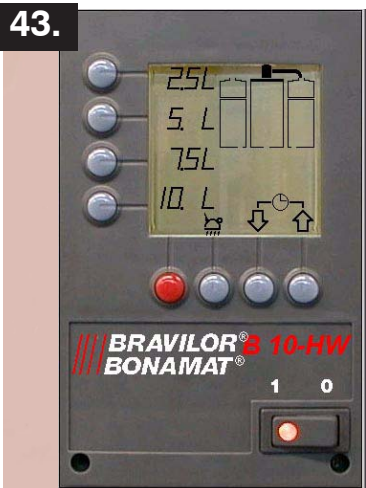 43.
2.5L
5. L
7.5L
10. L
BRAVILOR® B 10-HW
BONAMAT®
1 0